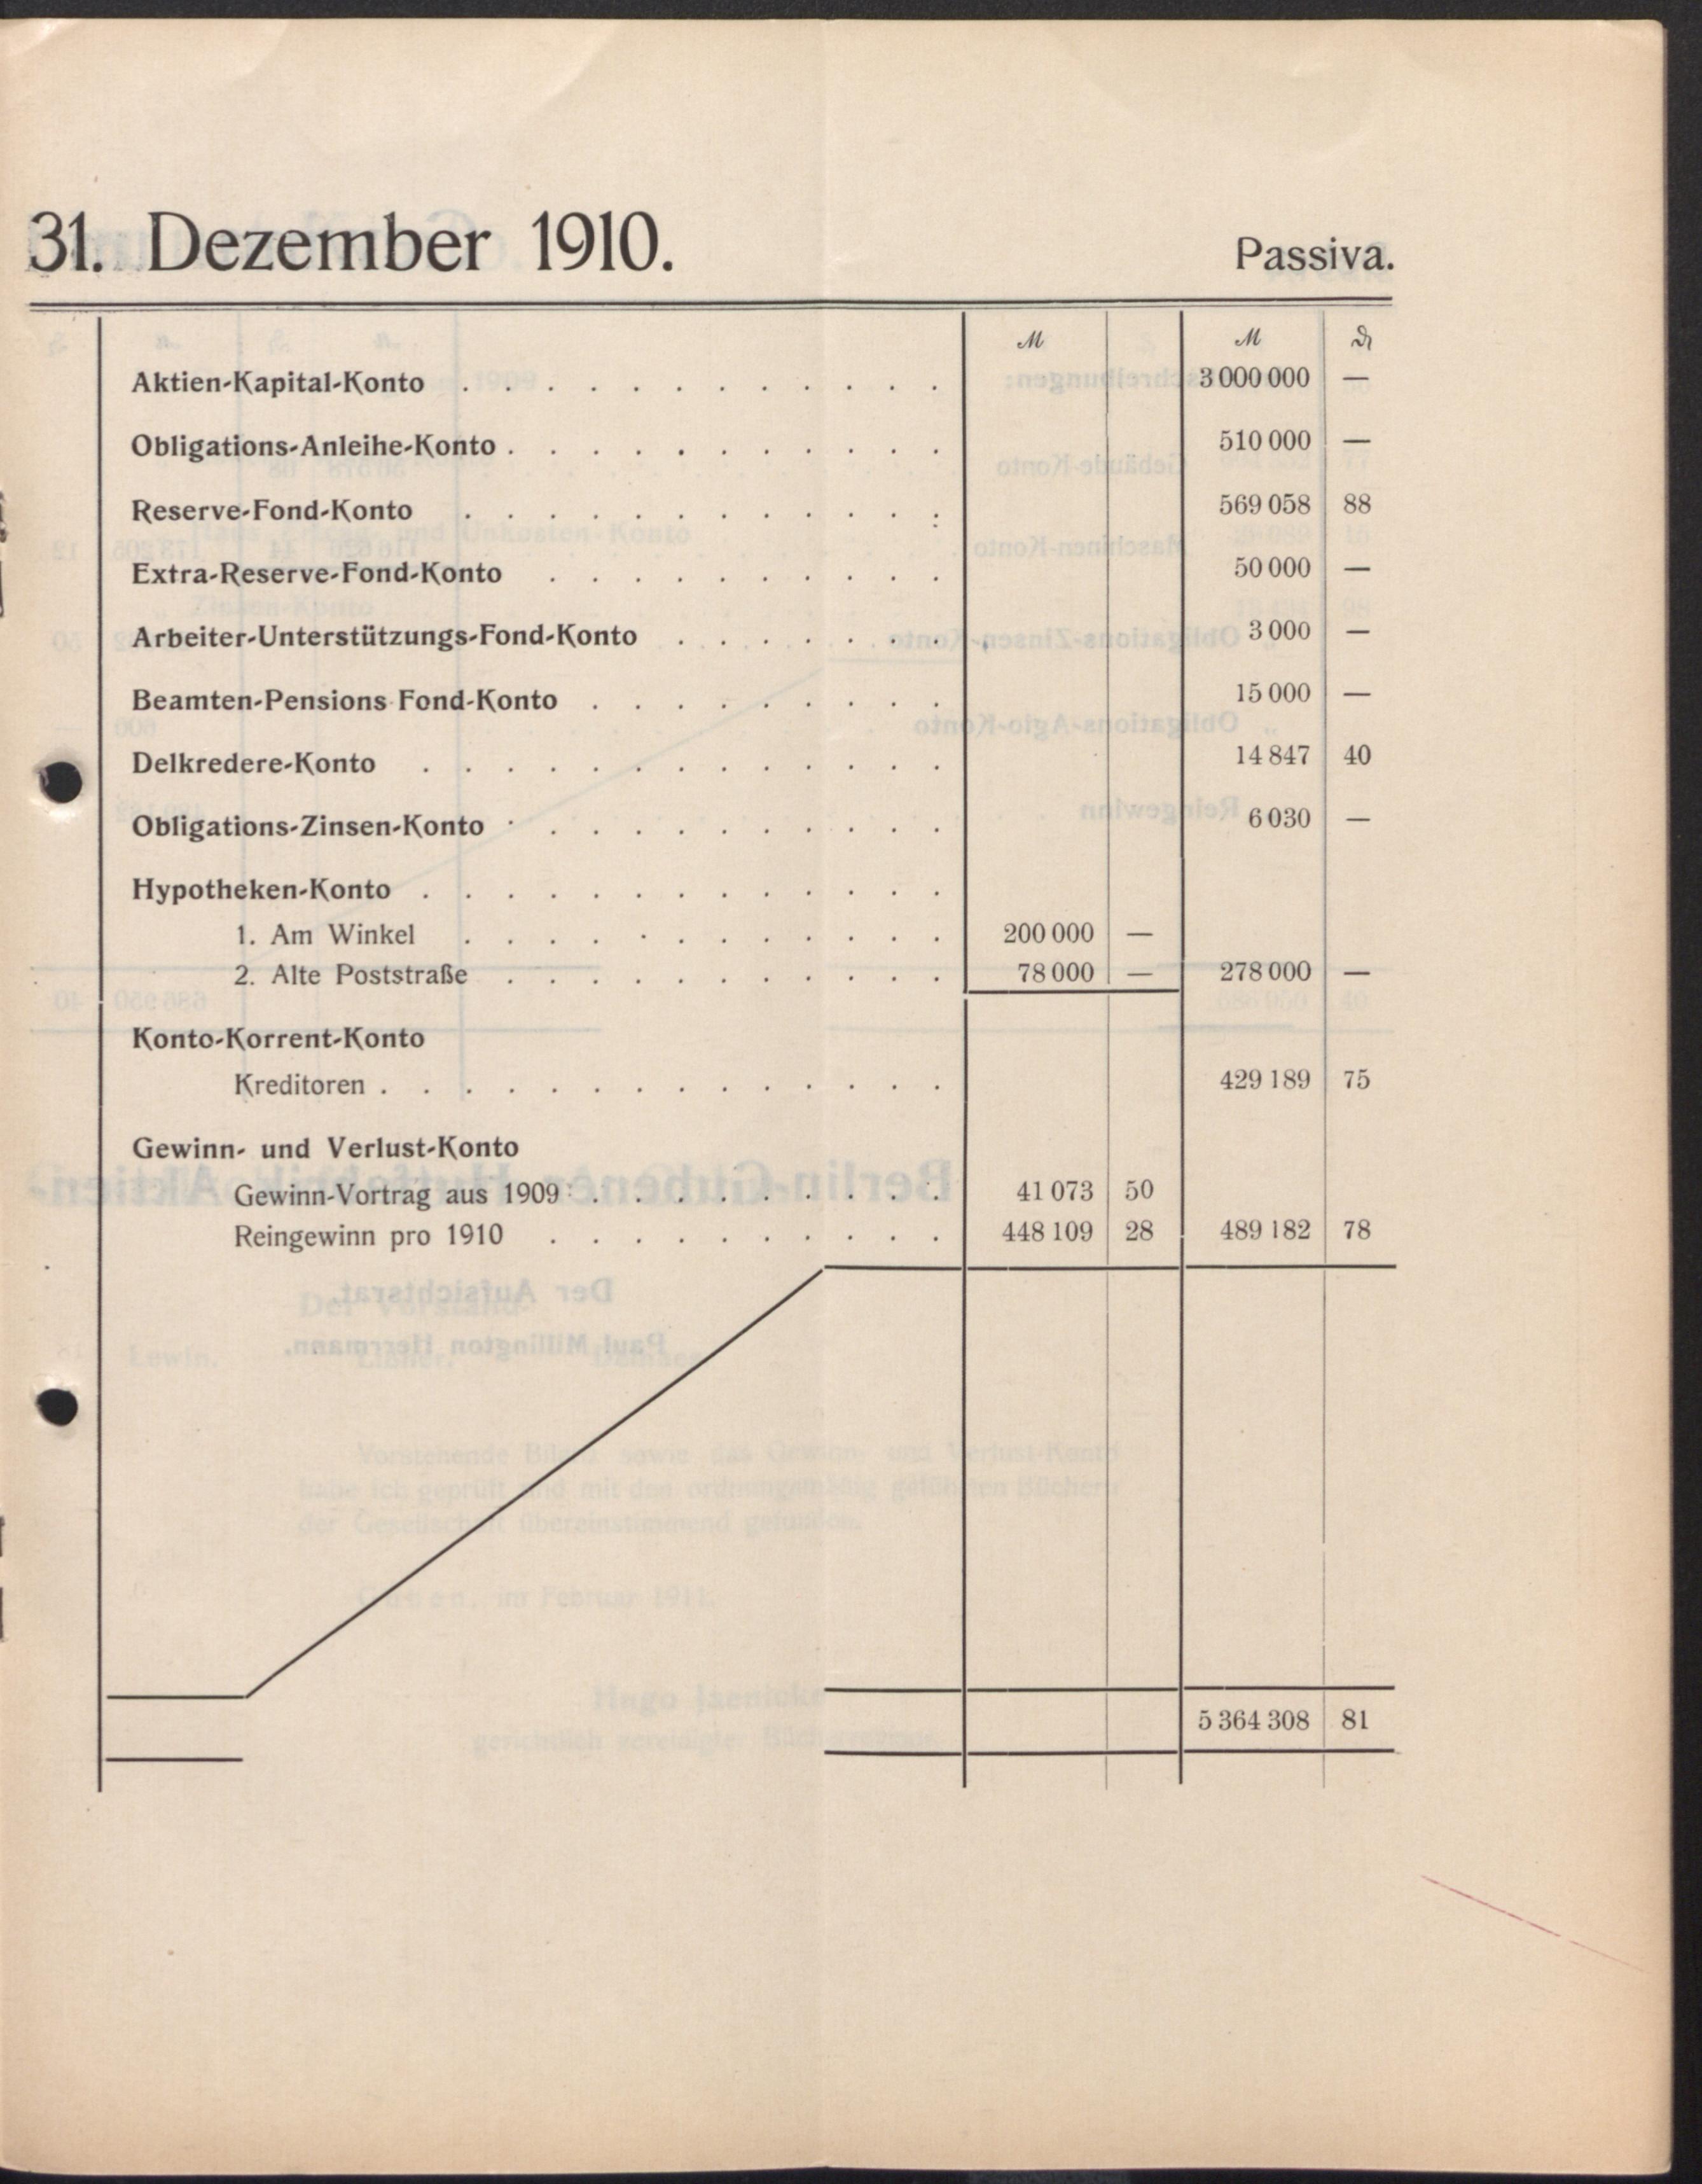 31. Dezember 1910. Passiva.
ℳ ℳ ₰
Aktien-Kapital-Konto . . . . . . . . . . . . 3 000 000 —
Obligations-Anleihe-Konto . . . . . . . . . . . 510 000 —
Reserve-Fond-Konto . . . . . . . . . . . . 569 058 88
Extra-Reserve-Fond-Konto . . . . . . . . . . 50 000 —
Arbeiter-Unterstützungs-Fond-Konto . . . . . . . 3 000 —
Beamten-Pensions Fond-Konto . . . . . . . . . 15 000 —
Delkredere-Konto . . . . . . . . . . . . . 14 847 40
Obligations-Zinsen-Konto . . . . . . . . . . . 6 030 —
Hypotheken-Konto . . . . . . . . . . . . .
1. Am Winkel . . . . . . . . . . . . 200 000 —
2. Alte Poststraße . . . . . . . . . . . 78 000 — 278 000 —
Konto-Korrent-Konto
Kreditoren . . . . . . . . . . . . . . 429 189 75
Gewinn- und Verlust-Konto
Gewinn-Vortrag aus 1909 . . . . . . . . . . 41 073 50
Reingewinn pro 1910 . . . . . . . . . . 448 109 28 489 182 78
5 364 308 81